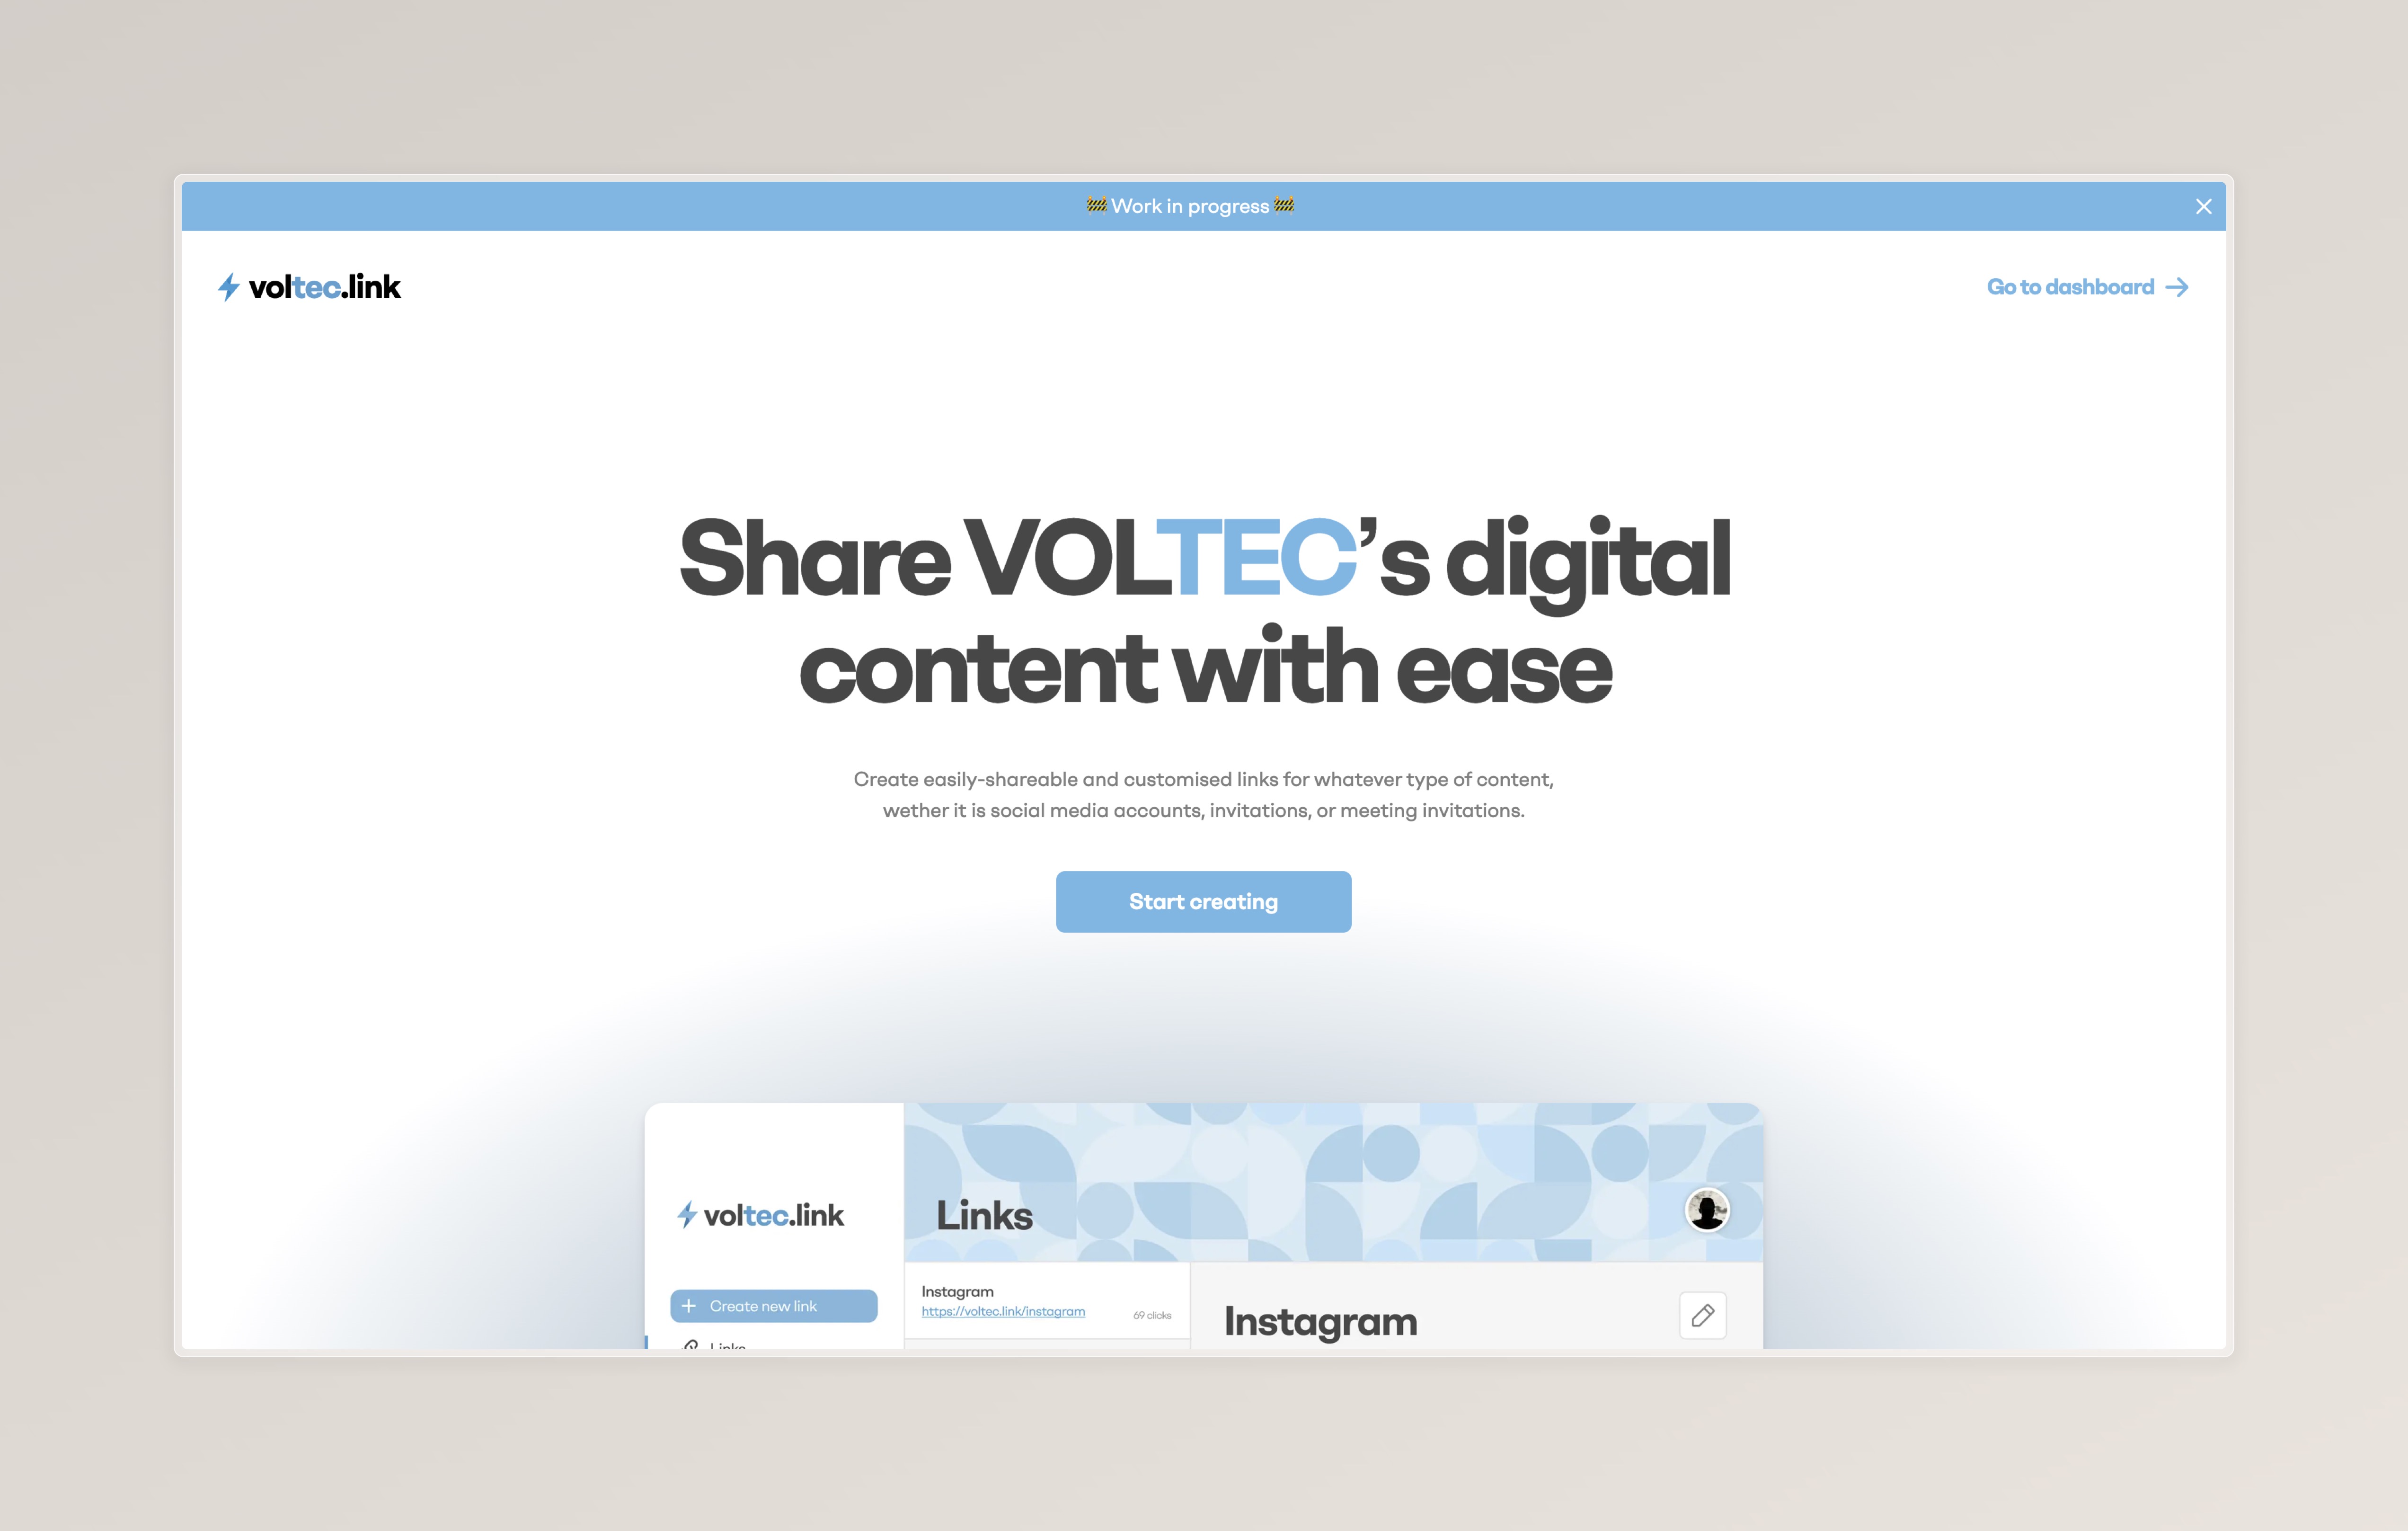 🚧 Work in progress 🚧
voltec.link
Go to dashboard
Share VOLTEC’s digital
content with ease
Create easily-shareable and customised links for whatever type of content,
wether it is social media accounts, invitations, or meeting invitations.
Start creating
voltec.link
Links
Create new link
Links
Instagram
https://voltec.link/instagram
69 clicks
Instagram